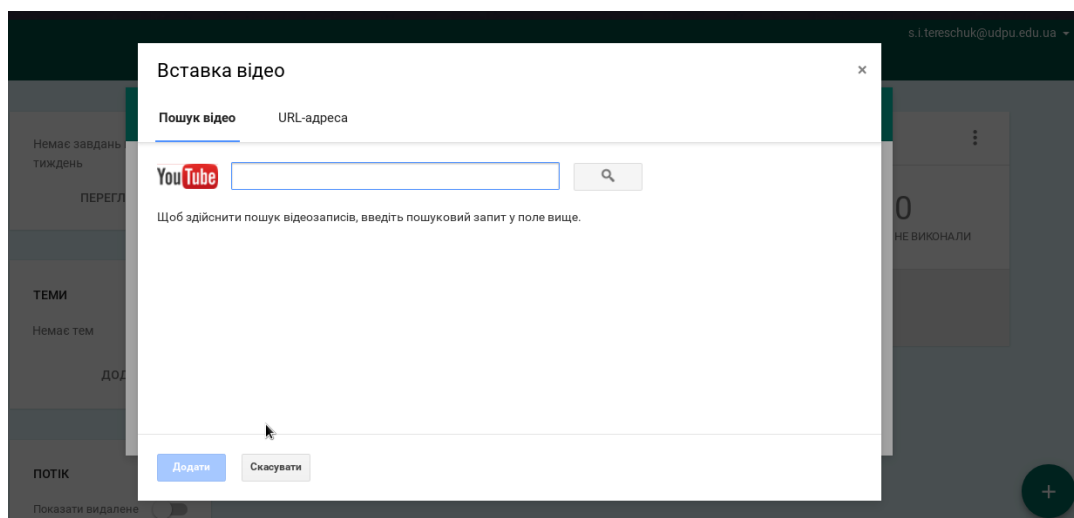 s.i.tereschuk@udpu.edu.ua
Вставка відео
×
Пошук відео URL-адреса
Немає завдань
тиждень
ПЕРЕГЛ
YouTube
Щоб здійснити пошук відеозаписів, введіть пошуковий запит у поле вище.
0
НЕ ВИКОНАЛИ
ТЕМИ
Немає тем
ДОД
Додати Скасувати
ПОТІК
Показати видалене
+